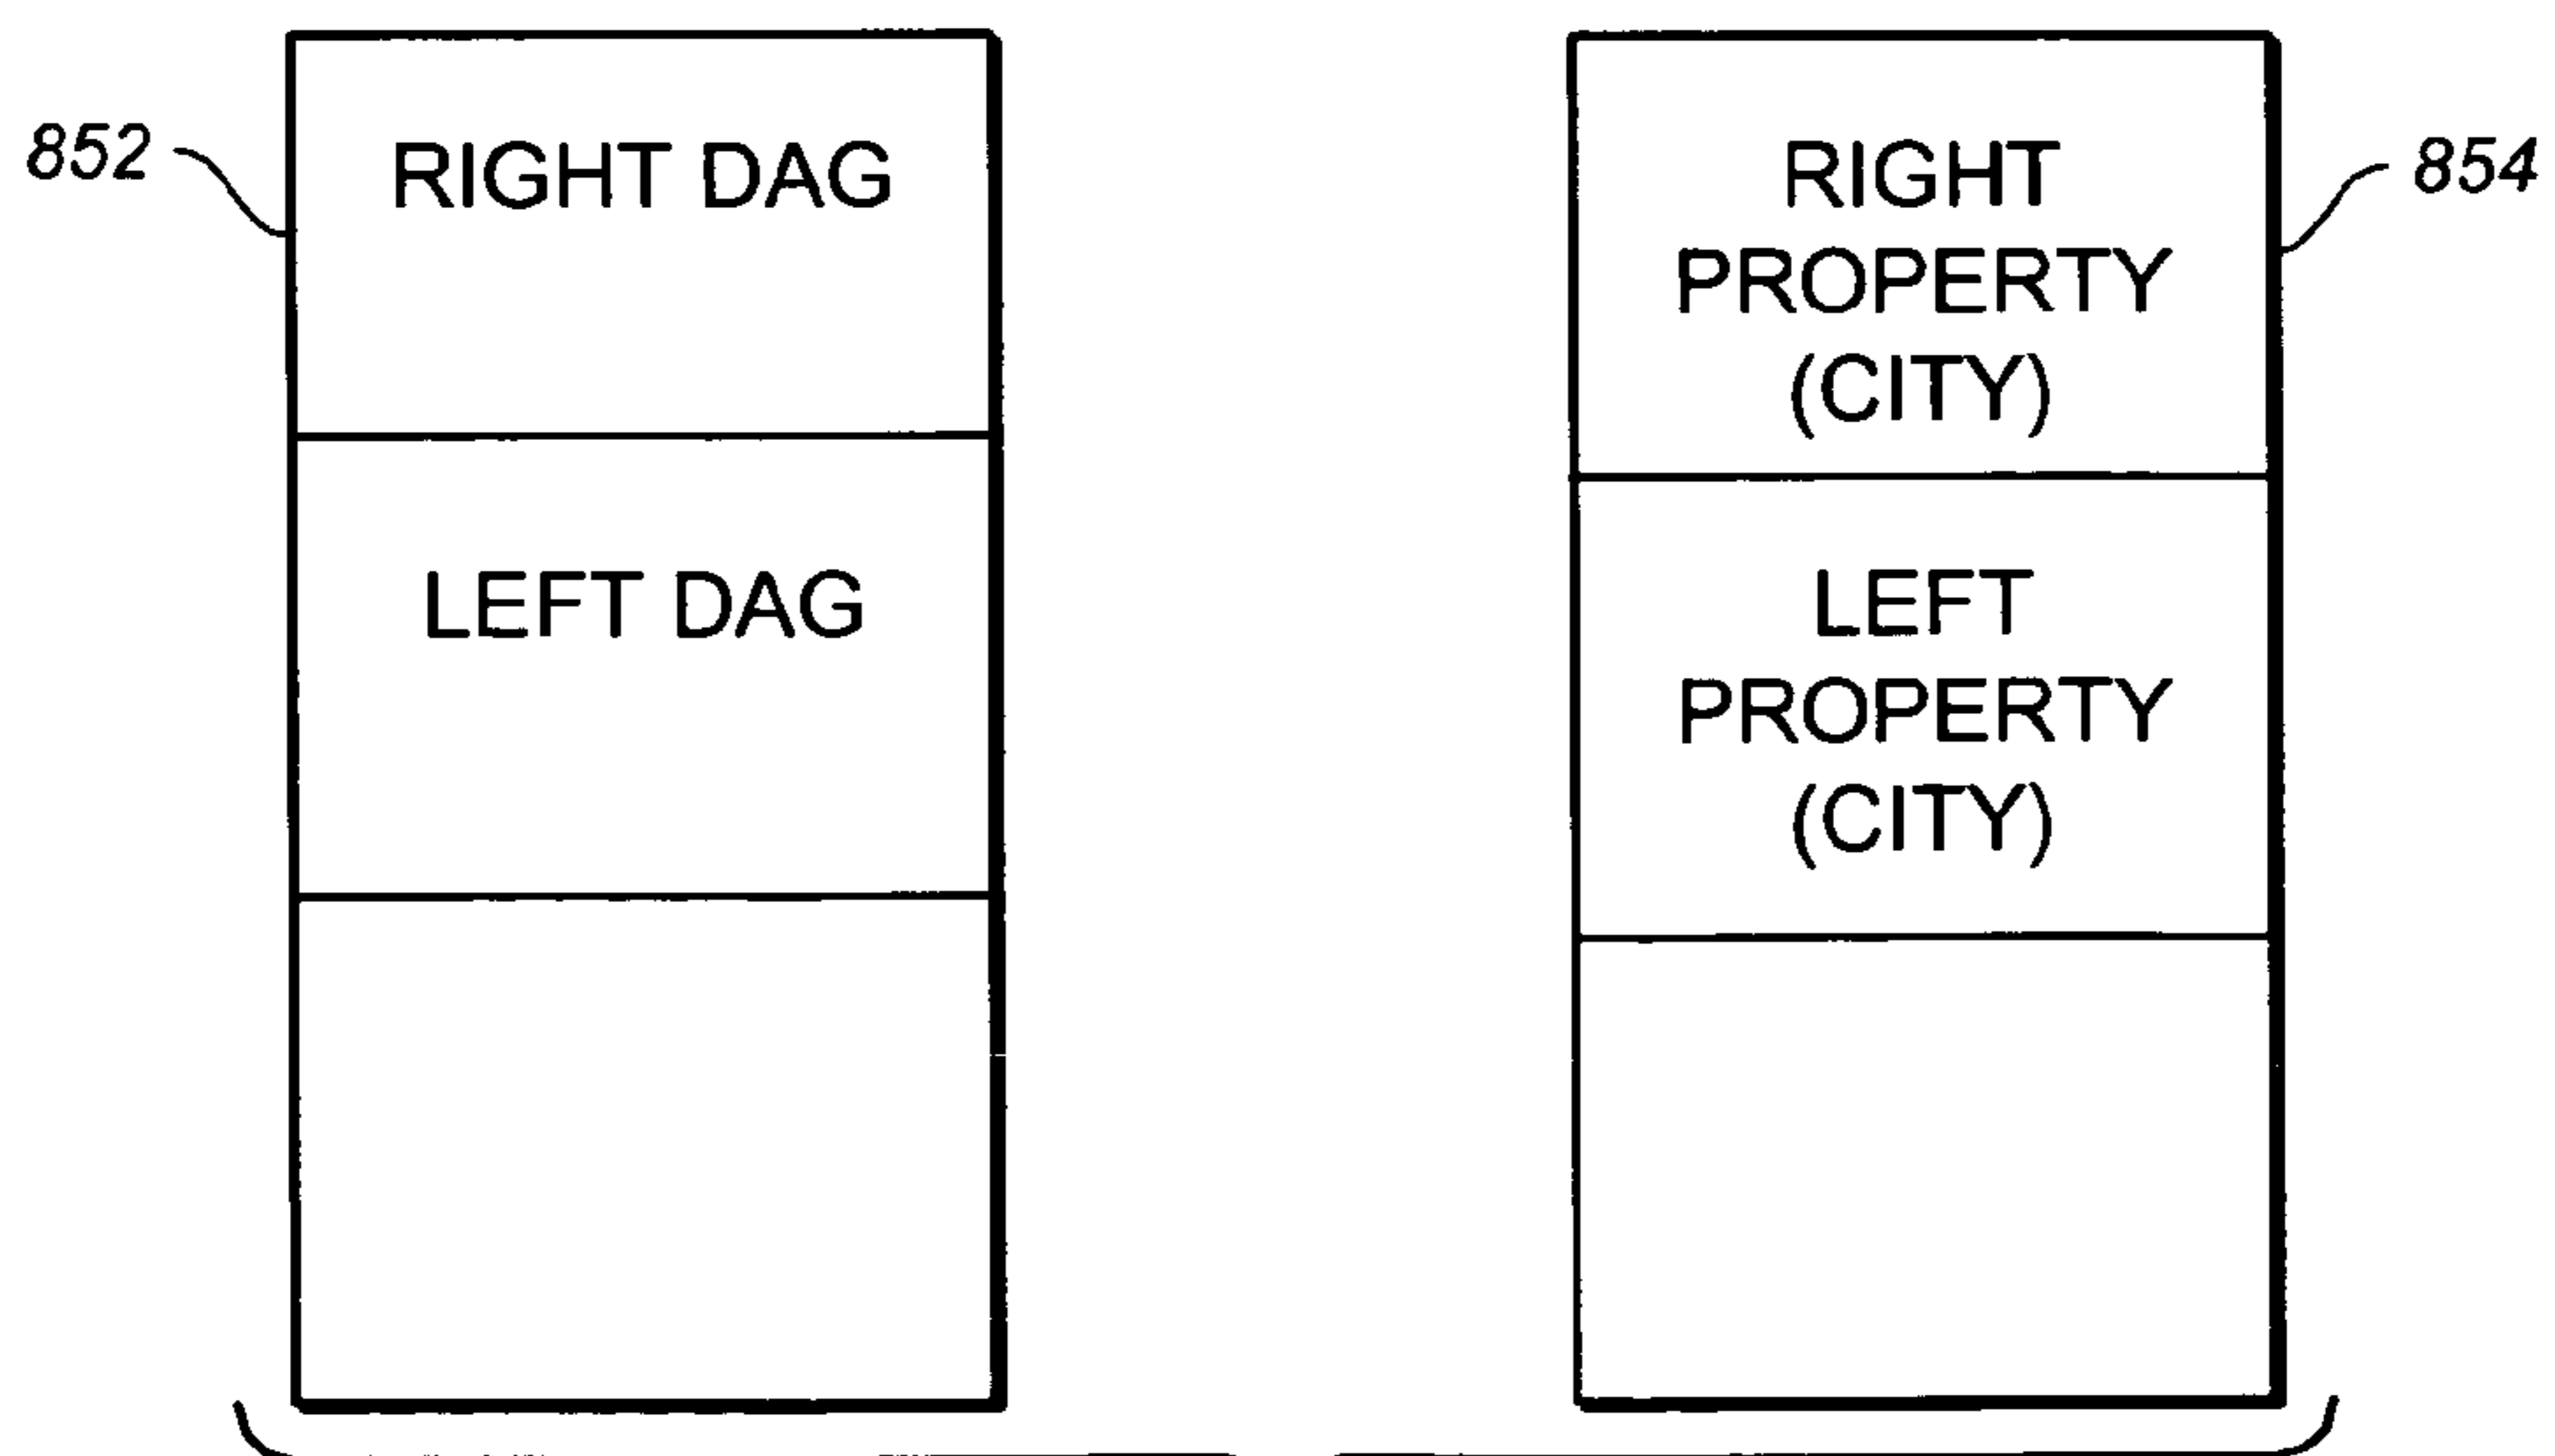 852
RIGHT DAG
LEFT DAG
RIGHT
PROPERTY
(CITY)
LEFT
PROPERTY
(CITY)
854